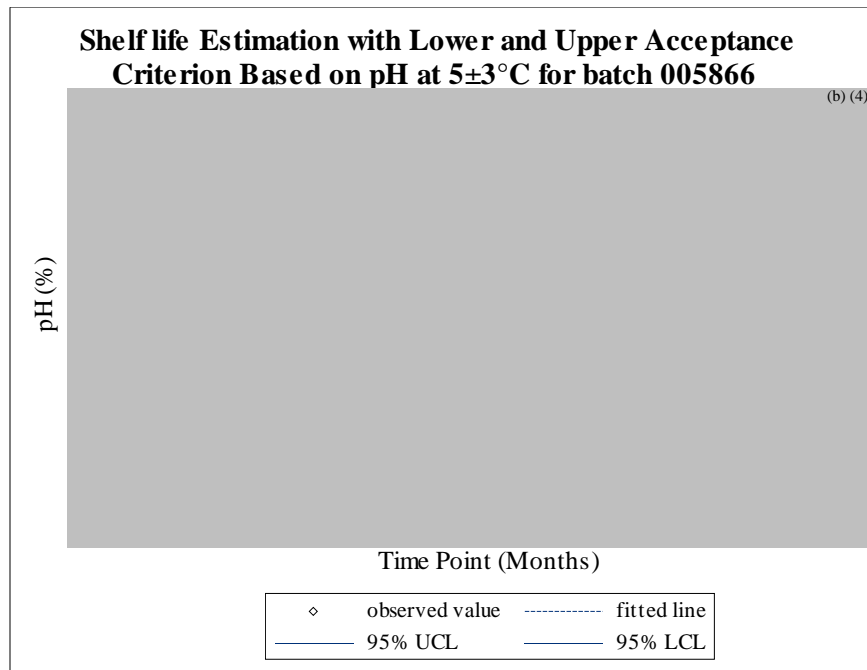 Shelf life Estimation with Lower and Upper Acceptance
Criterion Based on pH at 5±3°C for batch 005866
(b) (4)
pH (%)
Time Point (Months)
observed value fitted line
95% UCL 95% LCL